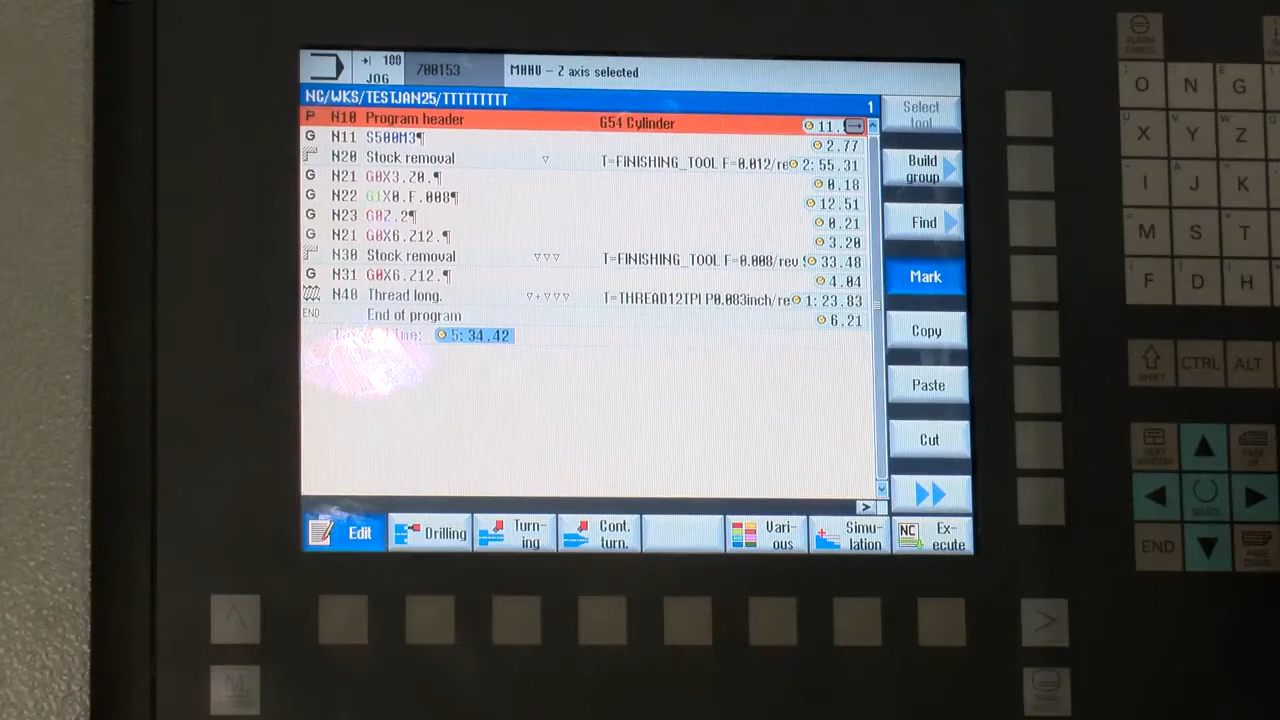 100
JOG
700153
MHHU - Z axis selected
NC/WKS/TESTJAN25/TTTTTTTTT 1
P N10 Program header G54 Cylinder
G N11 S500M3¶ 2.77
N20 Stock removal ▽ T=FINISHING_TOOL F=0.012/re 2: 55.31
G N21 G0X3.Z0.¶ 0.18
G N22 G1X0.F.008¶ 12.51
G N23 G0Z.2¶ 0.21
G N21 G0X6.Z12.¶ 3.20
N30 Stock removal ▽▽▽ T=FINISHING_TOOL F=0.008/rev 33.48
G N31 G0X6.Z12.¶ 4.04
N40 Thread long. ▽+▽▽▽ T=THREAD12TPI P0.083inch/re 1: 23.83
END End of program 6.21
5: 34.42
Select
tool
Build
group
Find
Mark
Copy
Paste
Cut
Edit
Drilling
Turn-
ing
Cont.
turn.
Vari-
ous
Simu-
lation
NC Ex-
ecute
O N G
X Y Z
I J K
M S T
F D H
SHIFT CTRL ALT
END